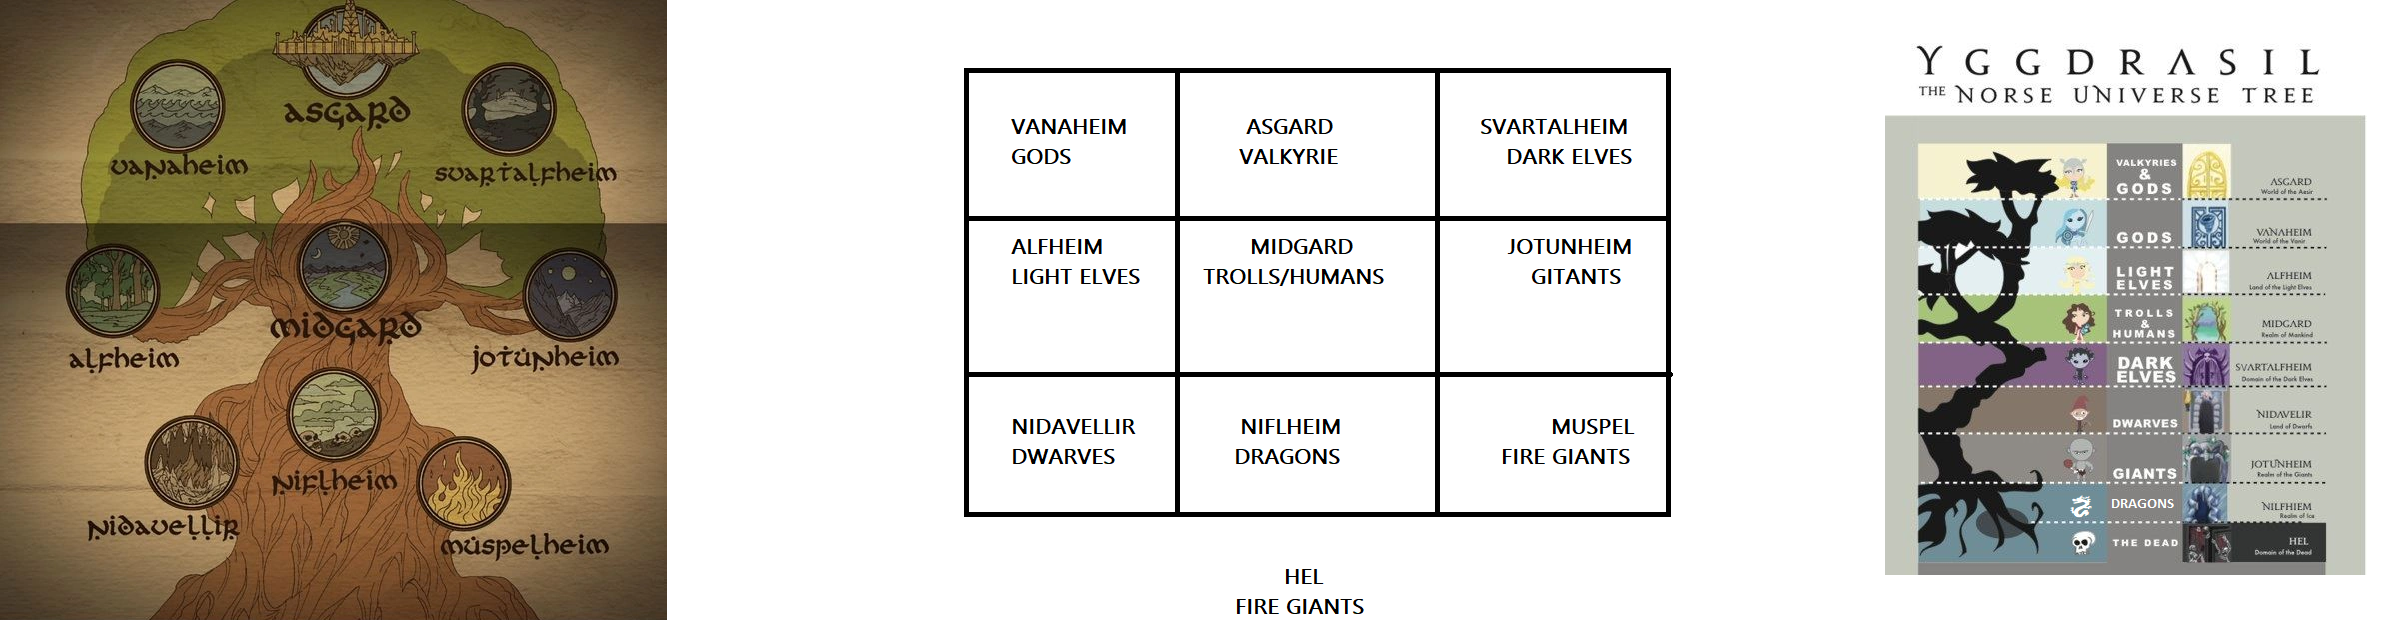 asgard
vanaheim
svartalfheim
midgard
alfheim
jotunheim
niflheim
nidavellir
muspelheim
VANAHEIM
GODS
ASGARD
VALKYRIE
SVARTALHEIM
DARK ELVES
ALFHEIM
LIGHT ELVES
MIDGARD
TROLLS/HUMANS
JOTUNHEIM
GITANTS
NIDAVELLIR
DWARVES
NIFLHEIM
DRAGONS
MUSPEL
FIRE GIANTS
HEL
FIRE GIANTS
YGGDRASIL
THE NORSE UNIVERSE TREE
VALKYRIES
&
GODS
ASGARD
World of the Aesir
GODS
VANAHEIM
World of the Vanir
LIGHT
ELVES
ALFHEIM
Land of the Light Elves
TROLLS
&
HUMANS
MIDGARD
Realm of Mankind
DARK
ELVES
SVARTALFHEIM
Domain of the Dark Elves
DWARVES
NIDAVELIR
Land of Dwarfs
GIANTS
JOTUNHEIM
Realm of the Giants
DRAGONS
NILFHIEM
Realm of Ice
THE DEAD
HEL
Domain of the Dead